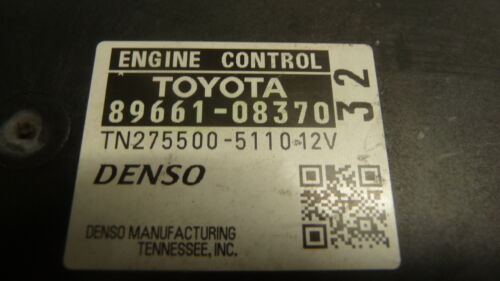 ENGINE CONTROL
TOYOTA
89661-08370
32
TN275500-5110 12V
DENSO
DENSO MANUFACTURING
TENNESSEE, INC.